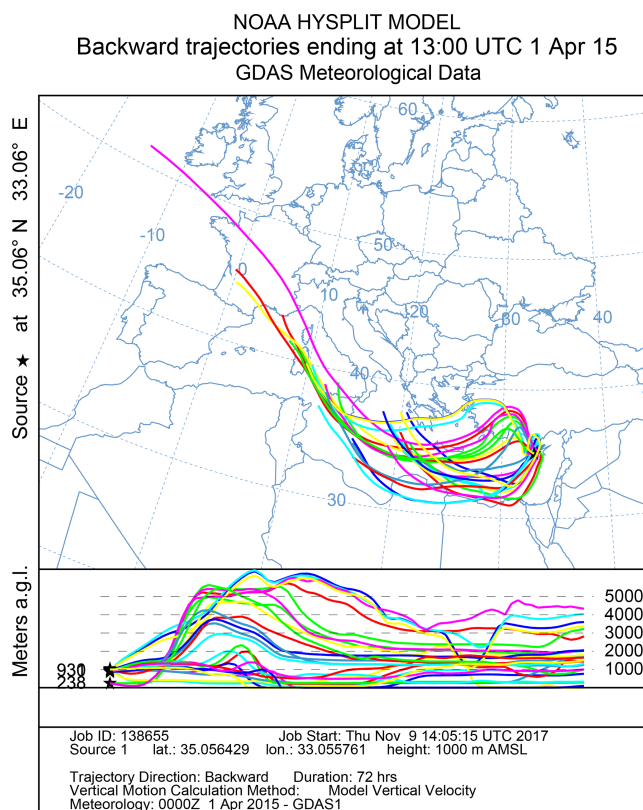 NOAA HYSPLIT MODEL
Backward trajectories ending at 13:00 UTC 1 Apr 15
GDAS Meteorological Data
Source ★ at 35.06° N 33.06° E
60
-20
-10
50
0
10
20
30
40
40
30
Meters a.g.l.
5000
4000
3000
2000
1000
930
238
Job ID: 138655 Job Start: Thu Nov 9 14:05:15 UTC 2017
Source 1 lat.: 35.056429 lon.: 33.055761 height: 1000 m AMSL
Trajectory Direction: Backward Duration: 72 hrs
Vertical Motion Calculation Method: Model Vertical Velocity
Meteorology: 0000Z 1 Apr 2015 - GDAS1